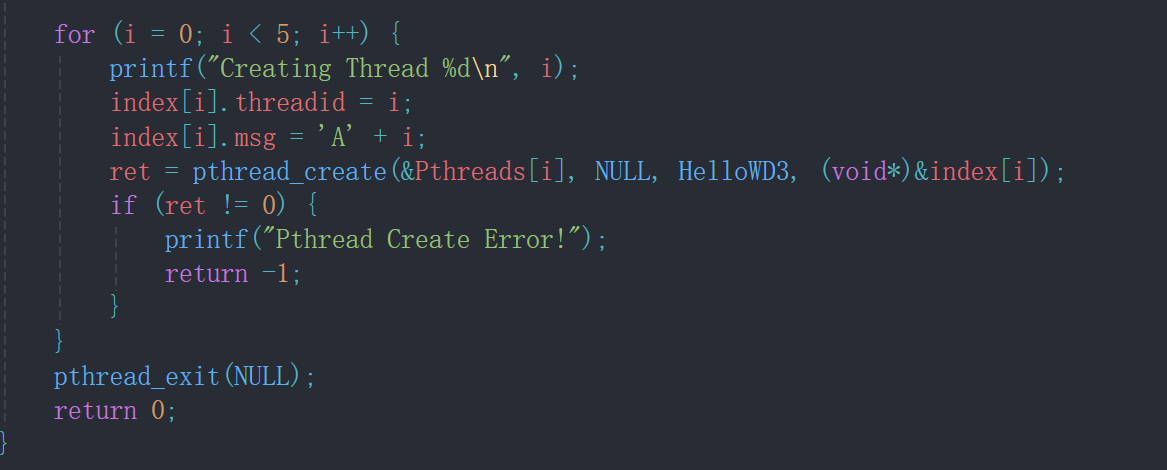 for (i = 0; i < 5; i++) {
printf("Creating Thread %d\n", i);
index[i].threadid = i;
index[i].msg = 'A' + i;
ret = pthread_create(&Pthreads[i], NULL, HelloWD3, (void*)&index[i]);
if (ret != 0) {
printf("Pthread Create Error!");
return -1;
}
}
pthread_exit(NULL);
return 0;
}